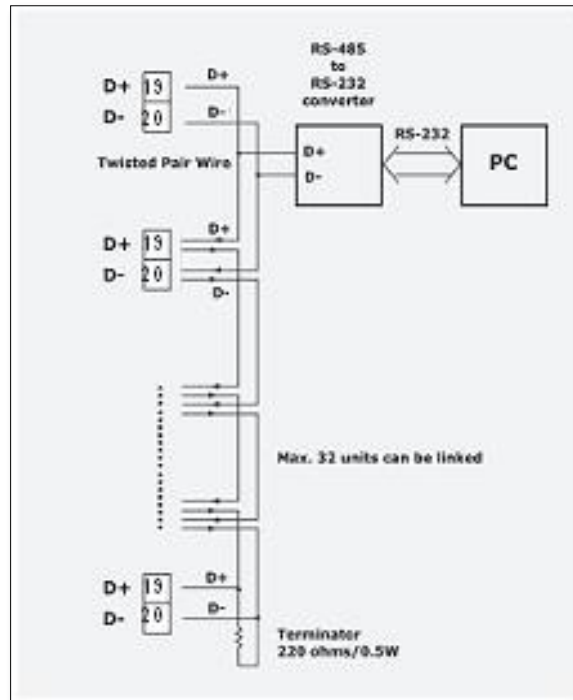 RS-485
to
RS-232
converter
D+ 19 D+
D- 20 D-
Twisted Pair Wire
D+
D-
RS-232
PC
D+ 19 D+
D- 20
D-
Max. 32 units can be linked
D+ 19 D+
D- 20 D-
Terminator
220 ohms/0.5W